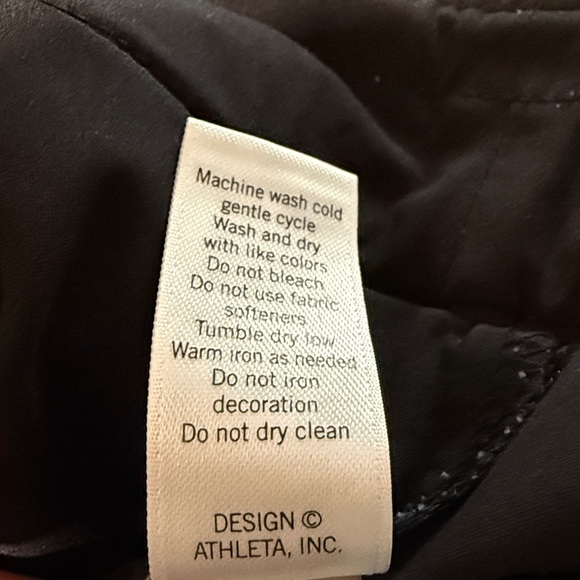 Machine wash cold
gentle cycle
Wash and dry
with like colors
Do not bleach
Do not use fabric
softeners
Tumble dry low
Warm iron as needed
Do not iron
decoration
Do not dry clean
DESIGN ©
ATHLETA, INC.